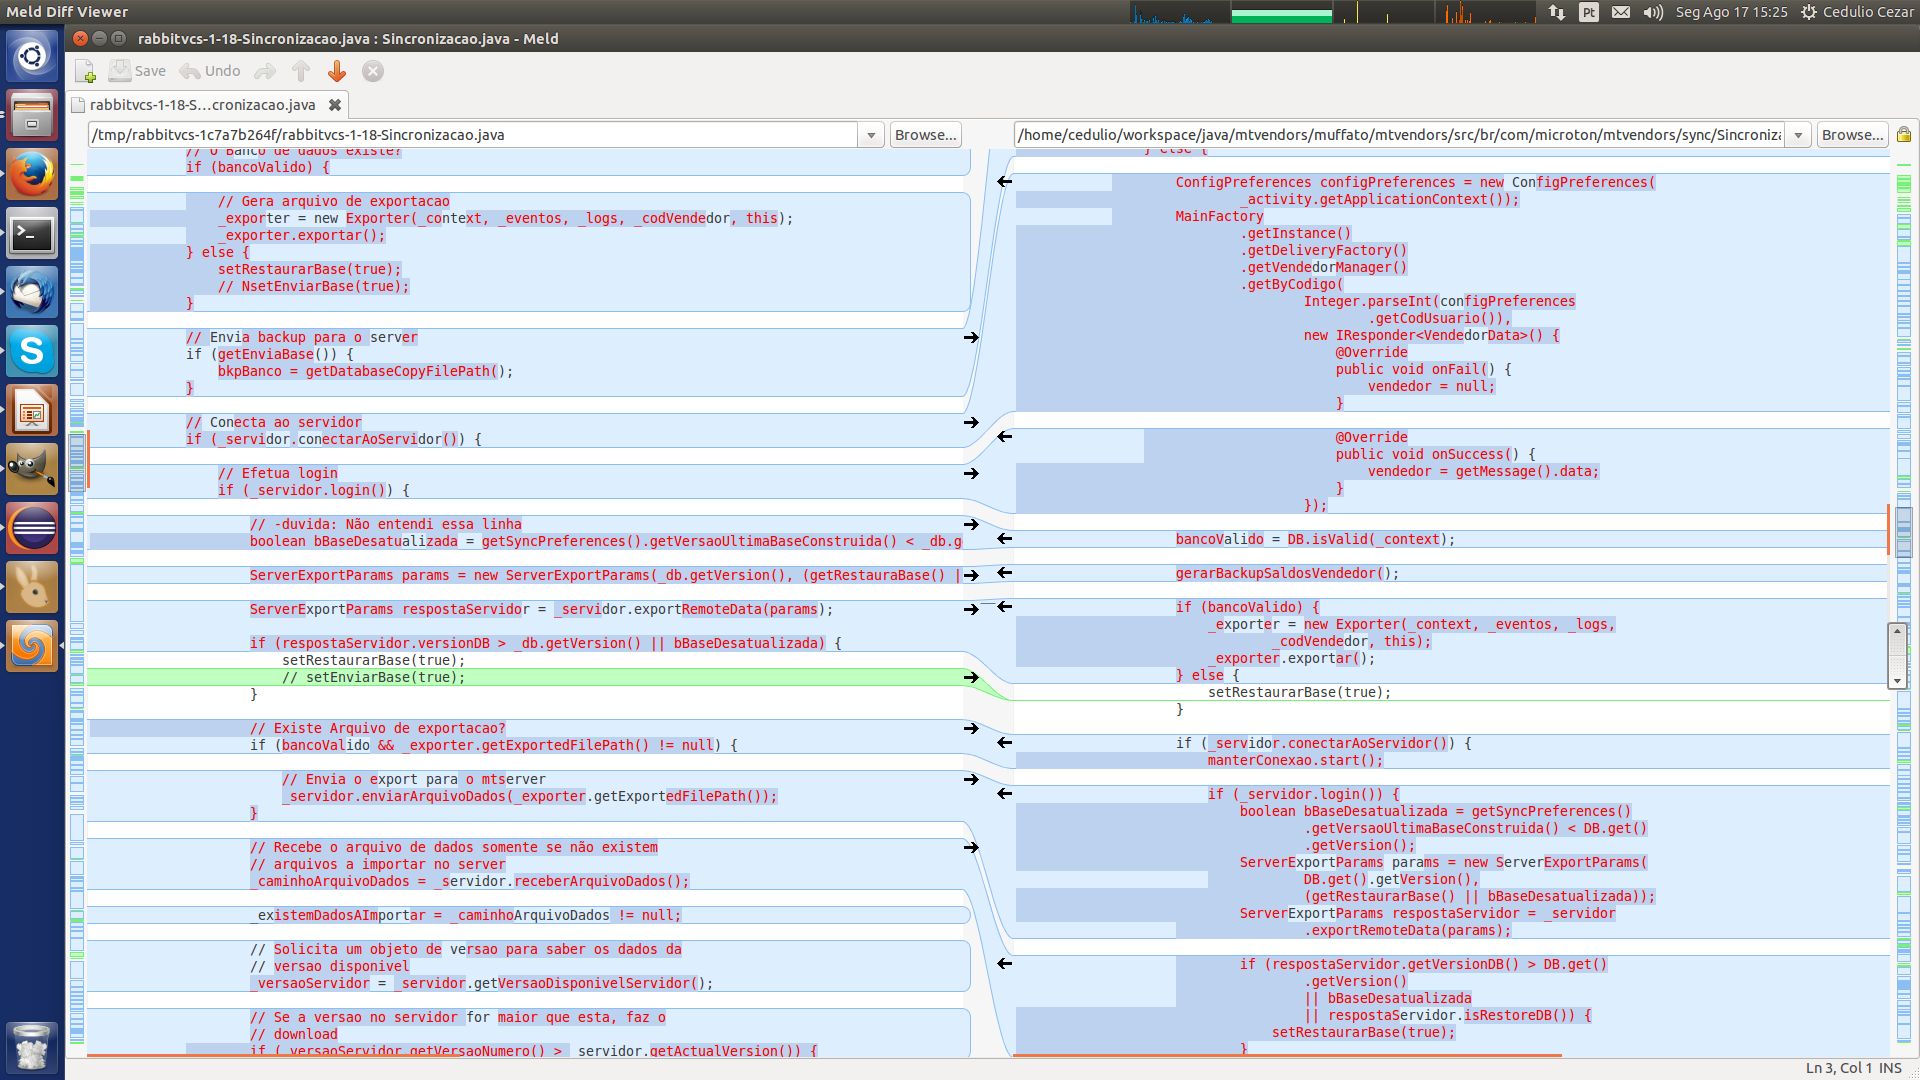 Meld Diff Viewer
Pt
Seg Ago 17 15:25
Cedulio Cezar
rabbitvcs-1-18-Sincronizacao.java : Sincronizacao.java - Meld
Save
Undo
rabbitvcs-1-18-S...cronizacao.java
/tmp/rabbitvcs-1c7a7b264f/rabbitvcs-1-18-Sincronizacao.java
Browse...
// O Banco de dados existe?
if (bancoValido) {
// Gera arquivo de exportacao
_exporter = new Exporter(_context, _eventos, _logs, _codVendedor, this);
_exporter.exportar();
} else {
setRestaurarBase(true);
// NsetEnviarBase(true);
}
// Envia backup para o server
if (getEnviaBase()) {
bkpBanco = getDatabaseCopyFilePath();
}
// Conecta ao servidor
if (_servidor.conectarAoServidor()) {
// Efetua login
if (_servidor.login()) {
// -duvida: Não entendi essa linha
boolean bBaseDesatualizada = getSyncPreferences().getVersaoUltimaBaseConstruida() < _db.g
ServerExportParams params = new ServerExportParams(_db.getVersion(), (getRestauraBase() |
ServerExportParams respostaServidor = _servidor.exportRemoteData(params);
if (respostaServidor.versionDB > _db.getVersion() || bBaseDesatualizada) {
setRestaurarBase(true);
// setEnviarBase(true);
}
// Existe Arquivo de exportacao?
if (bancoValido && _exporter.getExportedFilePath() != null) {
// Envia o export para o mtserver
_servidor.enviarArquivoDados(_exporter.getExportedFilePath());
}
// Recebe o arquivo de dados somente se não existem
// arquivos a importar no server
_caminhoArquivoDados = _servidor.receberArquivoDados();
_existemDadosAImportar = _caminhoArquivoDados != null;
// Solicita um objeto de versao para saber os dados da
// versao disponivel
_versaoServidor = _servidor.getVersaoDisponivelServidor();
// Se a versao no servidor for maior que esta, faz o
// download
if (_versaoServidor.getVersaoNumero() > _servidor.getActualVersion()) {
/home/cedulio/workspace/java/mtvendors/muffato/mtvendors/src/br/com/microton/mtvendors/sync/Sincroniza
Browse...
} else {
ConfigPreferences configPreferences = new ConfigPreferences(
_activity.getApplicationContext());
MainFactory
.getInstance()
.getDeliveryFactory()
.getVendedorManager()
.getByCodigo(
Integer.parseInt(configPreferences
.getCodUsuario()),
new IResponder<VendedorData>() {
@Override
public void onFail() {
vendedor = null;
}
@Override
public void onSuccess() {
vendedor = getMessage().data;
}
});
bancoValido = DB.isValid(_context);
gerarBackupSaldosVendedor();
if (bancoValido) {
_exporter = new Exporter(_context, _eventos, _logs,
_codVendedor, this);
_exporter.exportar();
} else {
setRestaurarBase(true);
}
if (_servidor.conectarAoServidor()) {
manterConexao.start();
if (_servidor.login()) {
boolean bBaseDesatualizada = getSyncPreferences()
.getVersaoUltimaBaseConstruida() < DB.get()
.getVersion();
ServerExportParams params = new ServerExportParams(
DB.get().getVersion(),
(getRestaurarBase() || bBaseDesatualizada));
ServerExportParams respostaServidor = _servidor
.exportRemoteData(params);
if (respostaServidor.getVersionDB() > DB.get()
.getVersion()
|| bBaseDesatualizada
|| respostaServidor.isRestoreDB()) {
setRestaurarBase(true);
}
Ln 3, Col 1 INS